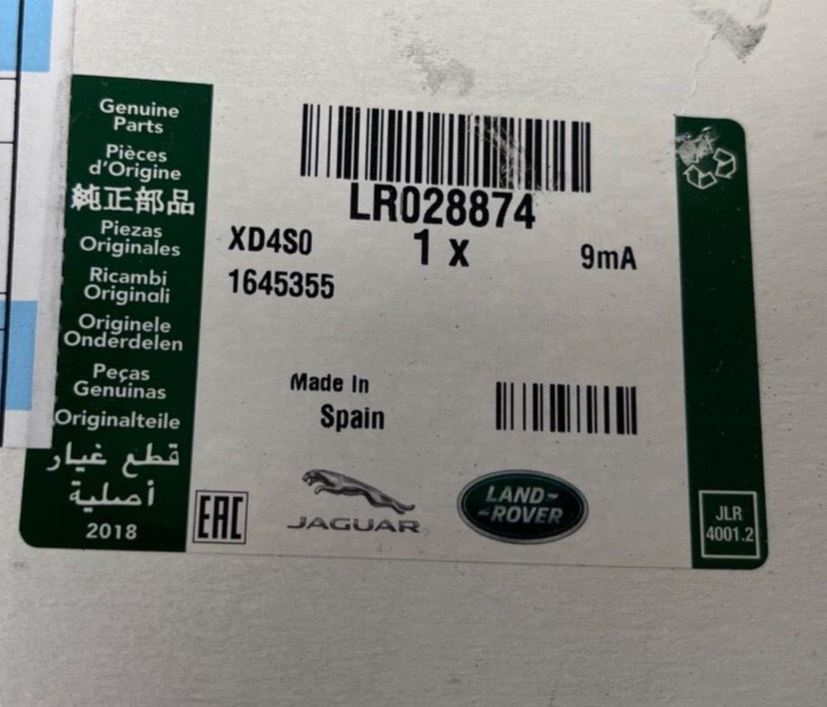 Genuine
Parts
Pièces
d'Origine
純正部品
Piezas
Originales
Ricambi
Originali
Originele
Onderdelen
Peças
Genuinas
Originalteile
قطع غيار
أصلية
2018
LR028874
XD4S0
1 x
9mA
1645355
Made In
Spain
EAC
JAGUAR
LAND-
-ROVER
JLR
4001.2